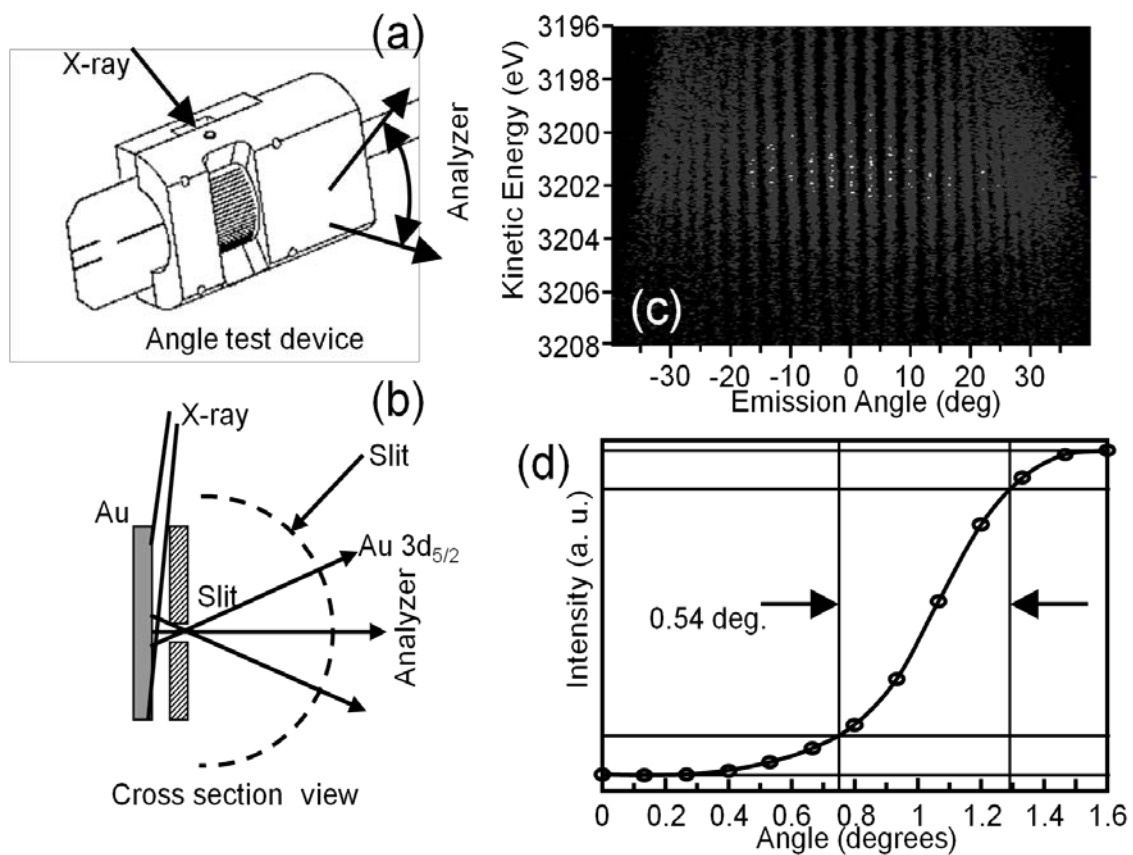 (a)
X-ray
Analyzer
Angle test device
(b)
X-ray
Slit
Au
Au 3d5/2
Slit
Analyzer
Cross section view
(c)
Kinetic Energy (eV)
3196
3198
3200
3202
3204
3206
3208
-30 -20 -10 0 10 20 30
Emission Angle (deg)
(d)
Intensity (a. u.)
0.54 deg.
0 0.2 0.4 0.6 0.8 1.0 1.2 1.4 1.6
Angle (degrees)